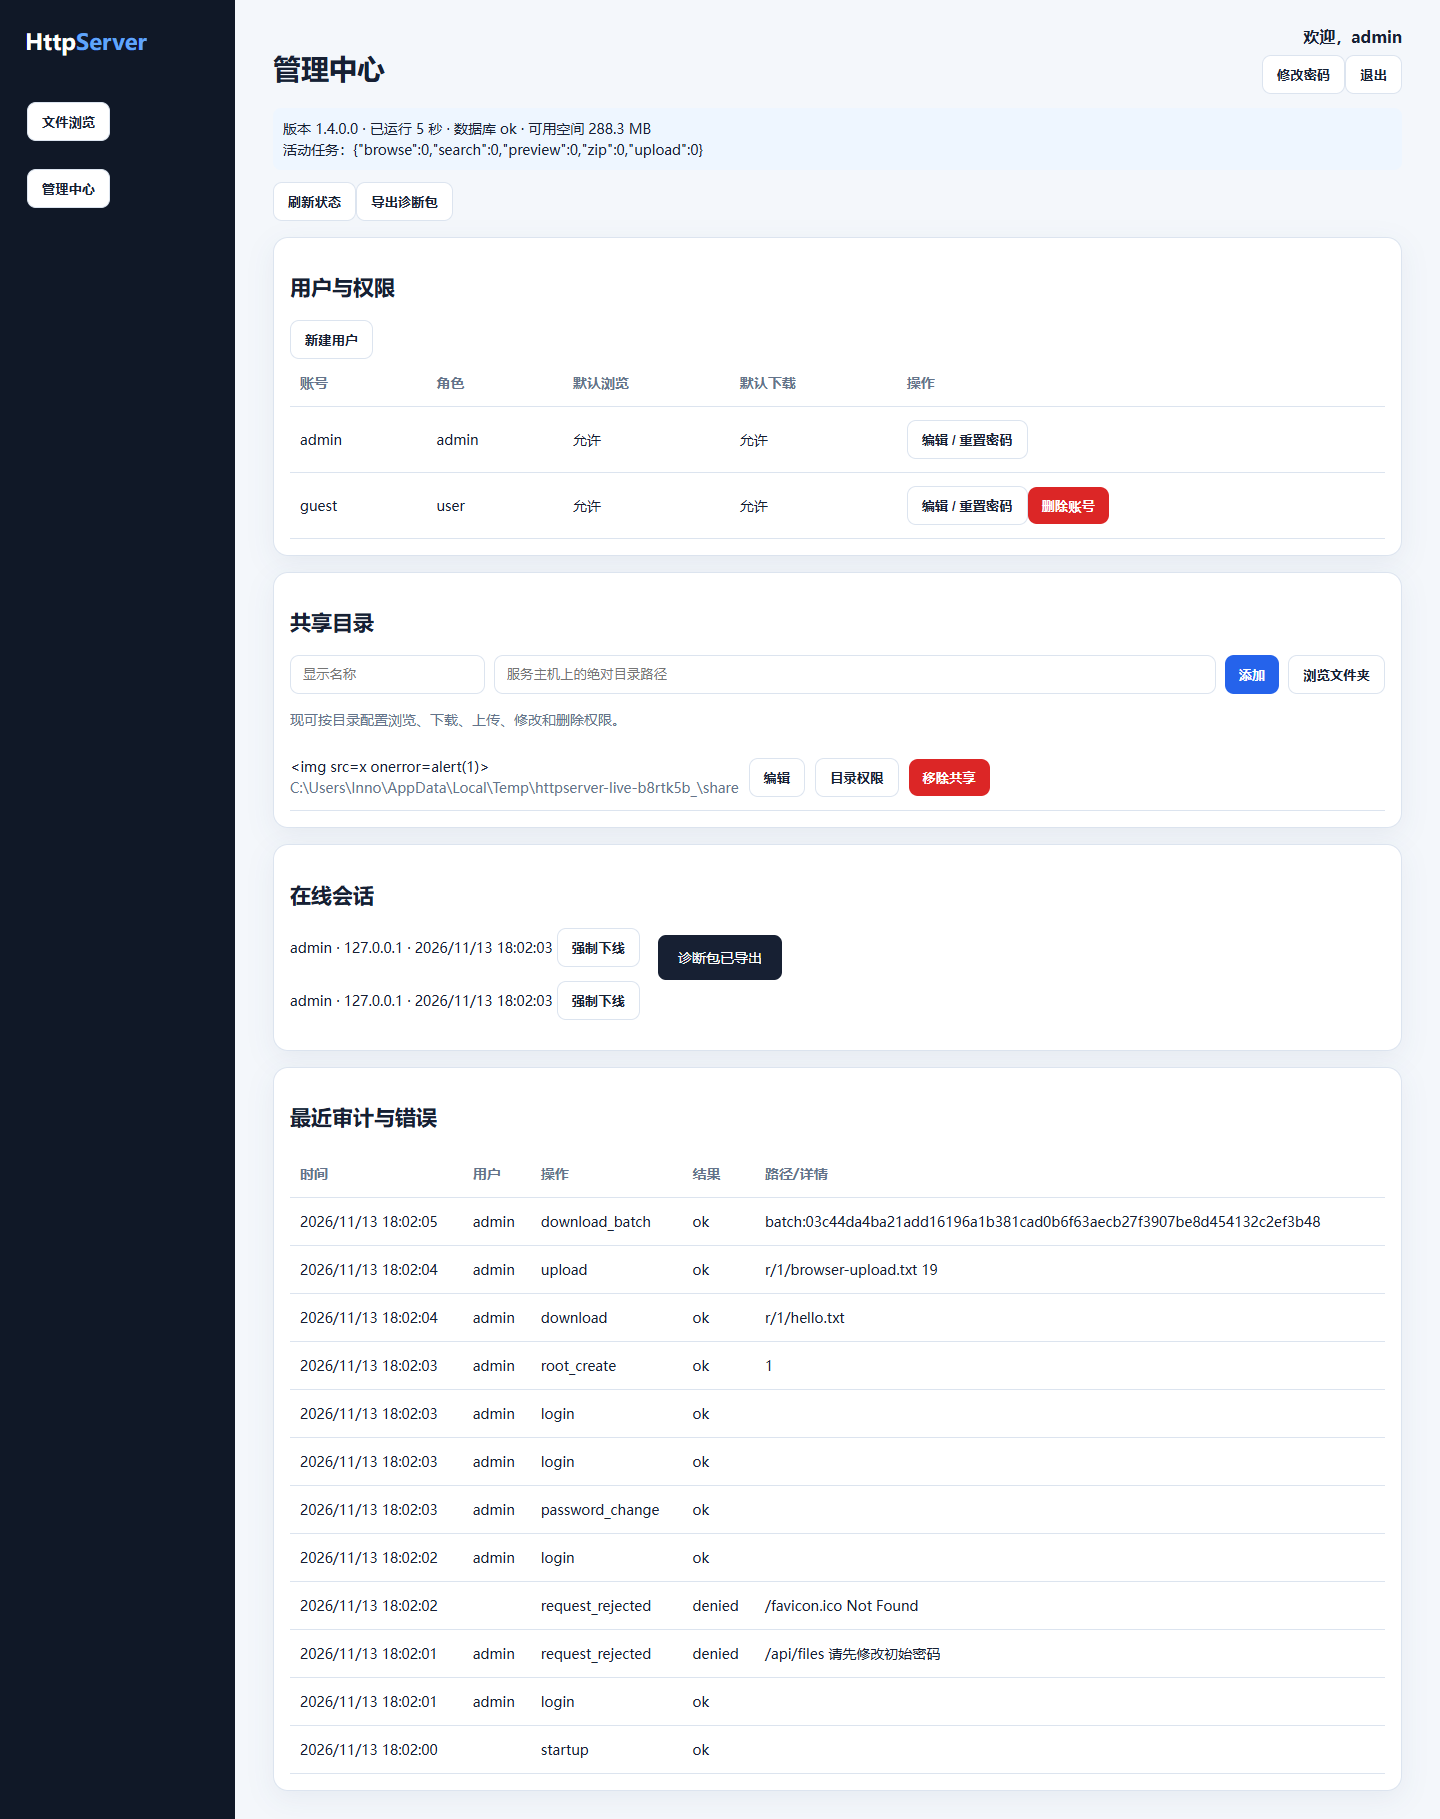 HttpServer
文件浏览
管理中心
欢迎，admin
管理中心
修改密码 退出
版本 1.4.0.0 · 已运行 5 秒 · 数据库 ok · 可用空间 288.3 MB
活动任务：{"browse":0,"search":0,"preview":0,"zip":0,"upload":0}
刷新状态 导出诊断包
用户与权限
新建用户
账号 角色 默认浏览 默认下载 操作
admin admin 允许 允许 编辑 / 重置密码
guest user 允许 允许 编辑 / 重置密码 删除账号
共享目录
显示名称 服务主机上的绝对目录路径 添加 浏览文件夹
现可按目录配置浏览、下载、上传、修改和删除权限。
<img src=x onerror=alert(1)>
C:\Users\Inno\AppData\Local\Temp\httpserver-live-b8rtk5b_\share
编辑 目录权限 移除共享
在线会话
admin · 127.0.0.1 · 2026/11/13 18:02:03 强制下线
诊断包已导出
admin · 127.0.0.1 · 2026/11/13 18:02:03 强制下线
最近审计与错误
时间 用户 操作 结果 路径/详情
2026/11/13 18:02:05 admin download_batch ok batch:03c44da4ba21add16196a1b381cad0b6f63aecb27f3907be8d454132c2ef3b48
2026/11/13 18:02:04 admin upload ok r/1/browser-upload.txt 19
2026/11/13 18:02:04 admin download ok r/1/hello.txt
2026/11/13 18:02:03 admin root_create ok 1
2026/11/13 18:02:03 admin login ok
2026/11/13 18:02:03 admin login ok
2026/11/13 18:02:03 admin password_change ok
2026/11/13 18:02:02 admin login ok
2026/11/13 18:02:02 request_rejected denied /favicon.ico Not Found
2026/11/13 18:02:01 admin request_rejected denied /api/files 请先修改初始密码
2026/11/13 18:02:01 admin login ok
2026/11/13 18:02:00 startup ok